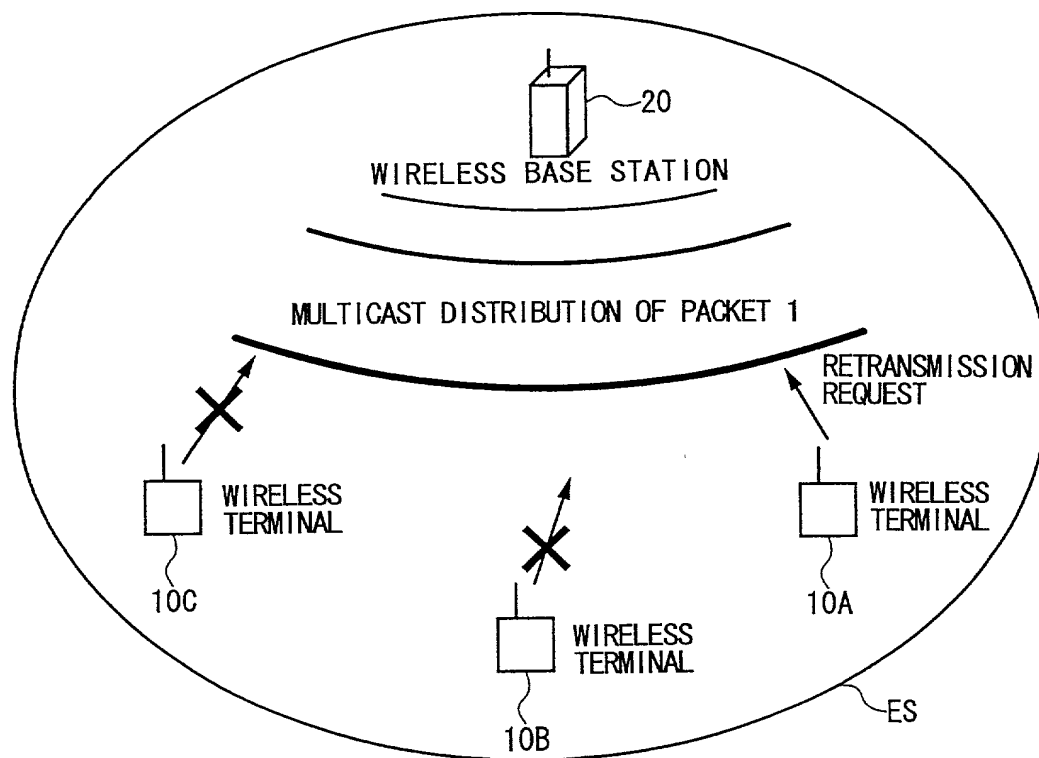 20
WIRELESS BASE STATION
MULTICAST DISTRIBUTION OF PACKET 1
RETRANSMISSION
REQUEST
WIRELESS
TERMINAL
10C
WIRELESS
TERMINAL
10A
WIRELESS
TERMINAL
10B
ES